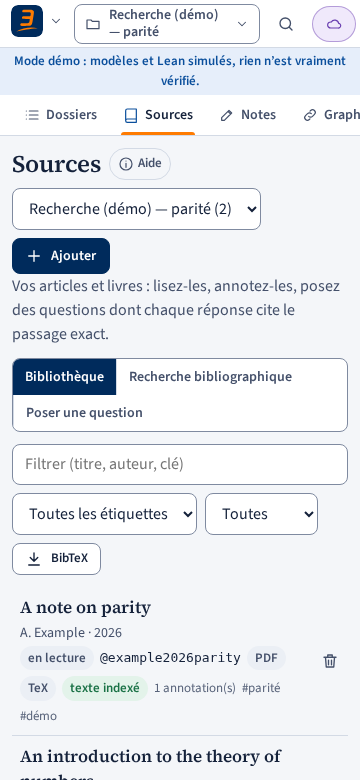 Recherche (démo)
— parité
Mode démo : modèles et Lean simulés, rien n’est vraiment
vérifié.
Dossiers Sources Notes Graph
Sources Aide
Recherche (démo) — parité (2)
Ajouter
Vos articles et livres : lisez-les, annotez-les, posez
des questions dont chaque réponse cite le
passage exact.
Bibliothèque Recherche bibliographique
Poser une question
Filtrer (titre, auteur, clé)
Toutes les étiquettes Toutes
BibTeX
A note on parity
A. Example · 2026
en lecture @example2026parity PDF
TeX texte indexé 1 annotation(s) #parité
#démo
An introduction to the theory of
numbers